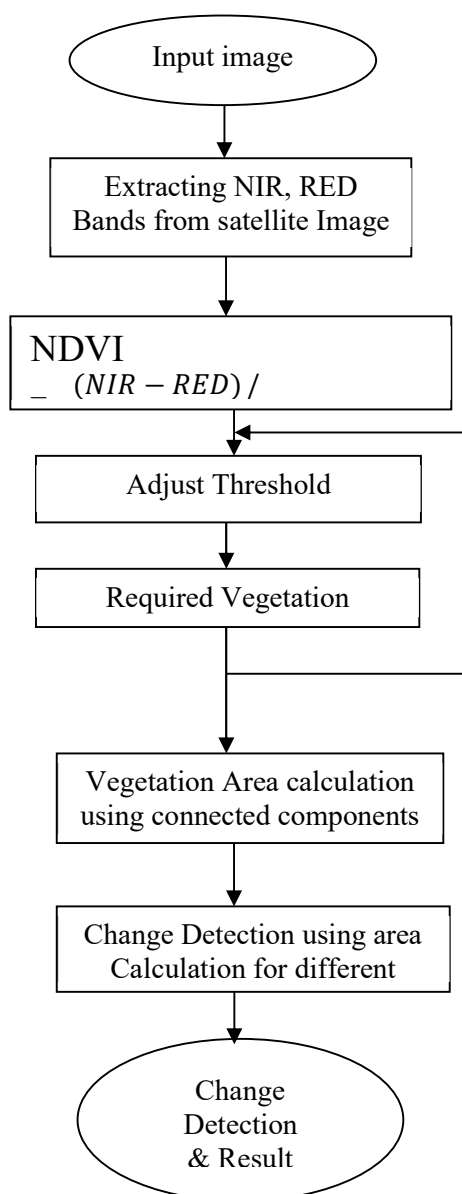 Input image
Extracting NIR, RED
Bands from satellite Image
NDVI
_ (NIR − RED) /
Adjust Threshold
Required Vegetation
Vegetation Area calculation
using connected components
Change Detection using area
Calculation for different
Change
Detection
& Result